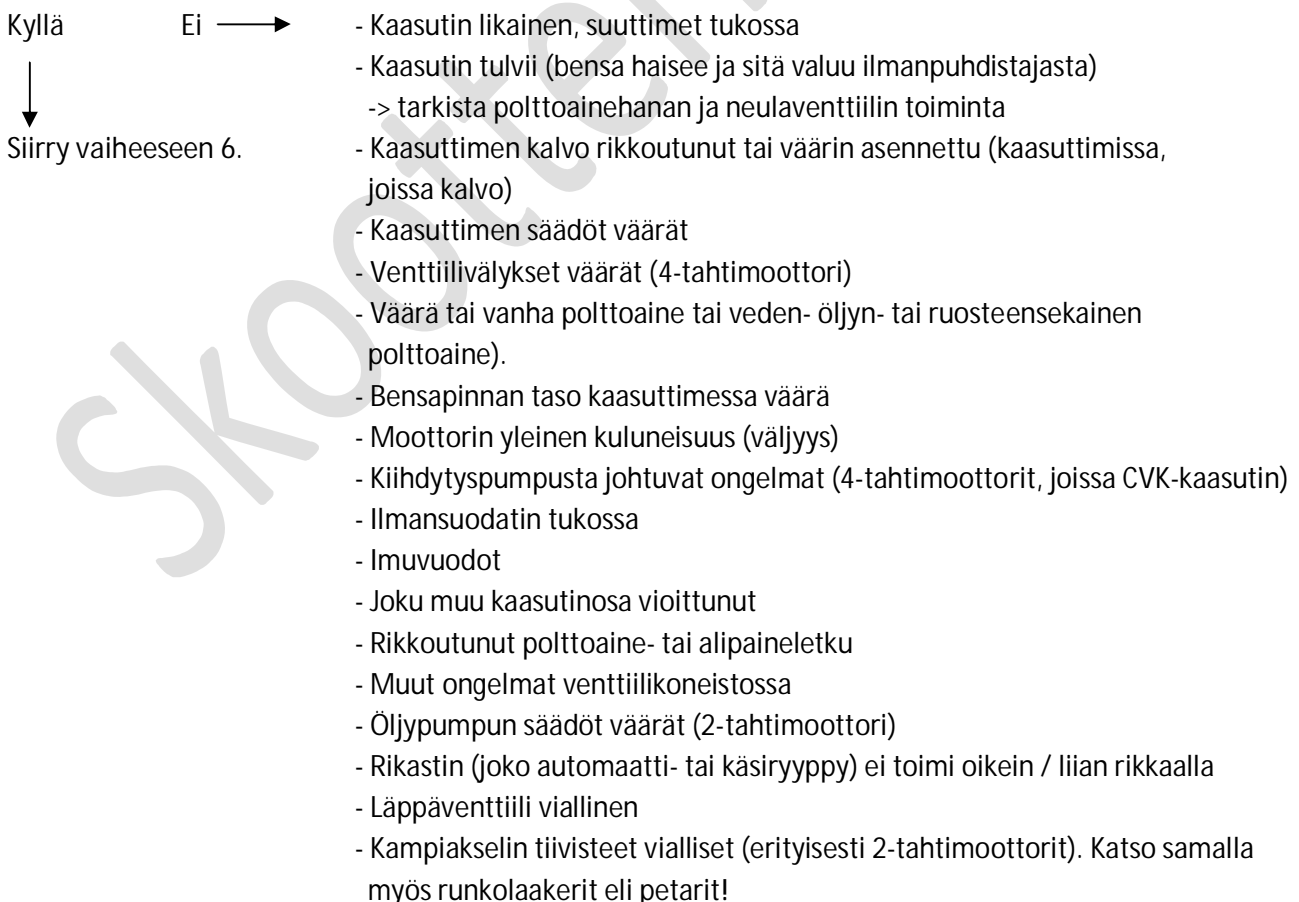 Kyllä Ei - Kaasutin likainen, suuttimet tukossa
- Kaasutin tulvii (bensa haisee ja sitä valuu ilmanpuhdistajasta)
-> tarkista polttoainehanan ja neulaventtiilin toiminta
Siirry vaiheeseen 6. - Kaasuttimen kalvo rikkoutunut tai väärin asennettu (kaasuttimissa,
joissa kalvo)
- Kaasuttimen säädöt väärät
- Venttiilivälykset väärät (4-tahtimoottori)
- Väärä tai vanha polttoaine tai veden- öljyn- tai ruosteensekainen
polttoaine).
- Bensapinnan taso kaasuttimessa väärä
- Moottorin yleinen kuluneisuus (väljyys)
- Kiihdytyspumpusta johtuvat ongelmat (4-tahtimoottorit, joissa CVK-kaasutin)
- Ilmansuodatin tukossa
- Imuvuodot
- Joku muu kaasutinosa vioittunut
- Rikkoutunut polttoaine- tai alipaineletku
- Muut ongelmat venttiilikoneistossa
- Öljypumpun säädöt väärät (2-tahtimoottori)
- Rikastin (joko automaatti- tai käsiryyppy) ei toimi oikein / liian rikkaalla
- Läppäventtiili viallinen
- Kampiakselin tiivisteet vialliset (erityisesti 2-tahtimoottorit). Katso samalla
myös runkolaakerit eli petarit!